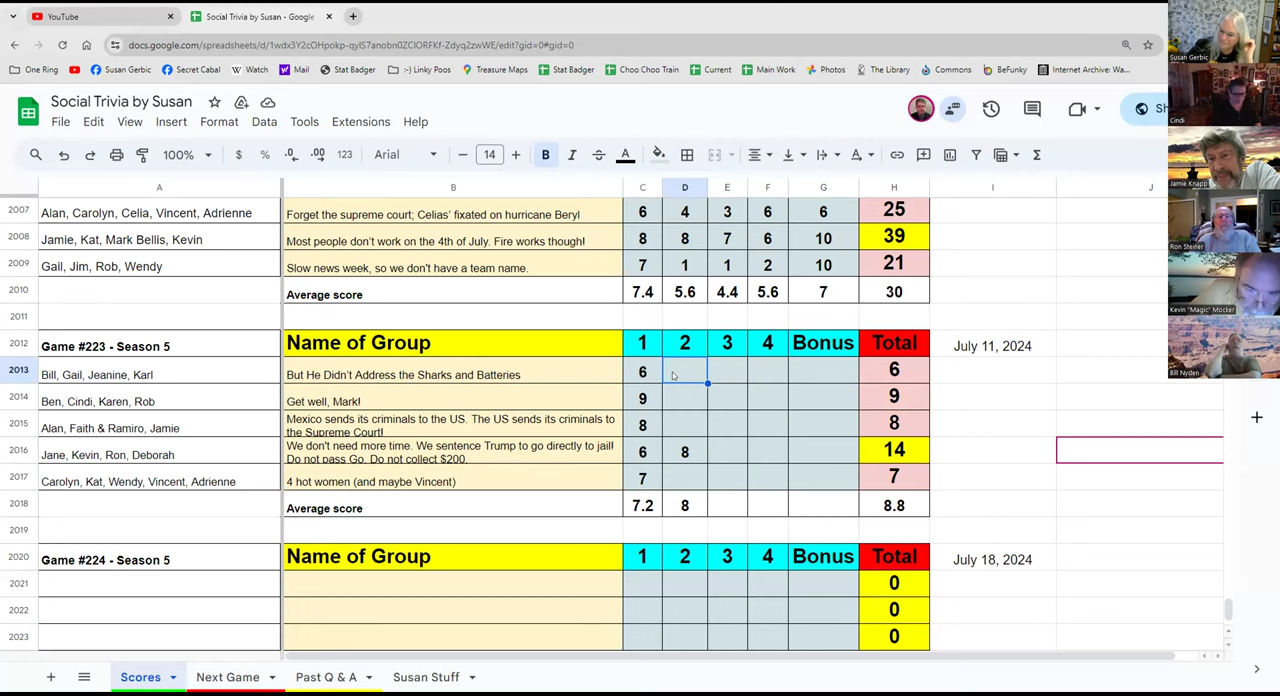 YouTube
Social Trivia by Susan - Google
docs.google.com/spreadsheets/d/1wdx3Y2cOHpokp-qyIS7anobn0ZClORFKf-Zdyq2zwWE/edit?gid=0#gid=0
One Ring
Susan Gerbic
Secret Cabal
Watch
Mail
Stat Badger
:-) Linky Poos
Treasure Maps
Stat Badger
Choo Choo Train
Current
Main Work
Photos
The Library
Commons
BeFunky
Internet Archive: Wa...
Social Trivia by Susan
File Edit View Insert Format Data Tools Extensions Help
100% $ % .0 .00 123 Arial 14 B I A
A B C D E F G H I J
2007 Alan, Carolyn, Celia, Vincent, Adrienne Forget the supreme court; Celias' fixated on hurricane Beryl 6 4 3 6 6 25
2008 Jamie, Kat, Mark Bellis, Kevin Most people don't work on the 4th of July. Fire works though! 8 8 7 6 10 39
2009 Gail, Jim, Rob, Wendy Slow news week, so we don't have a team name. 7 1 1 2 10 21
2010 Average score 7.4 5.6 4.4 5.6 7 30
2011
2012 Game #223 - Season 5 Name of Group 1 2 3 4 Bonus Total July 11, 2024
2013 Bill, Gail, Jeanine, Karl But He Didn't Address the Sharks and Batteries 6 6
2014 Ben, Cindi, Karen, Rob Get well, Mark! 9 9
2015 Alan, Faith & Ramiro, Jamie Mexico sends its criminals to the US. The US sends its criminals to the Supreme Court! 8 8
2016 Jane, Kevin, Ron, Deborah We don't need more time. We sentence Trump to go directly to jail! Do not pass Go. Do not collect $200. 6 8 14
2017 Carolyn, Kat, Wendy, Vincent, Adrienne 4 hot women (and maybe Vincent) 7 7
2018 Average score 7.2 8 8.8
2019
2020 Game #224 - Season 5 Name of Group 1 2 3 4 Bonus Total July 18, 2024
2021 0
2022 0
2023 0
Scores Next Game Past Q & A Susan Stuff
Susan Gerbic
Cindi
Jamie Knapp
Ron Steiner
Kevin "Magic" Mocker
Bill Nyden